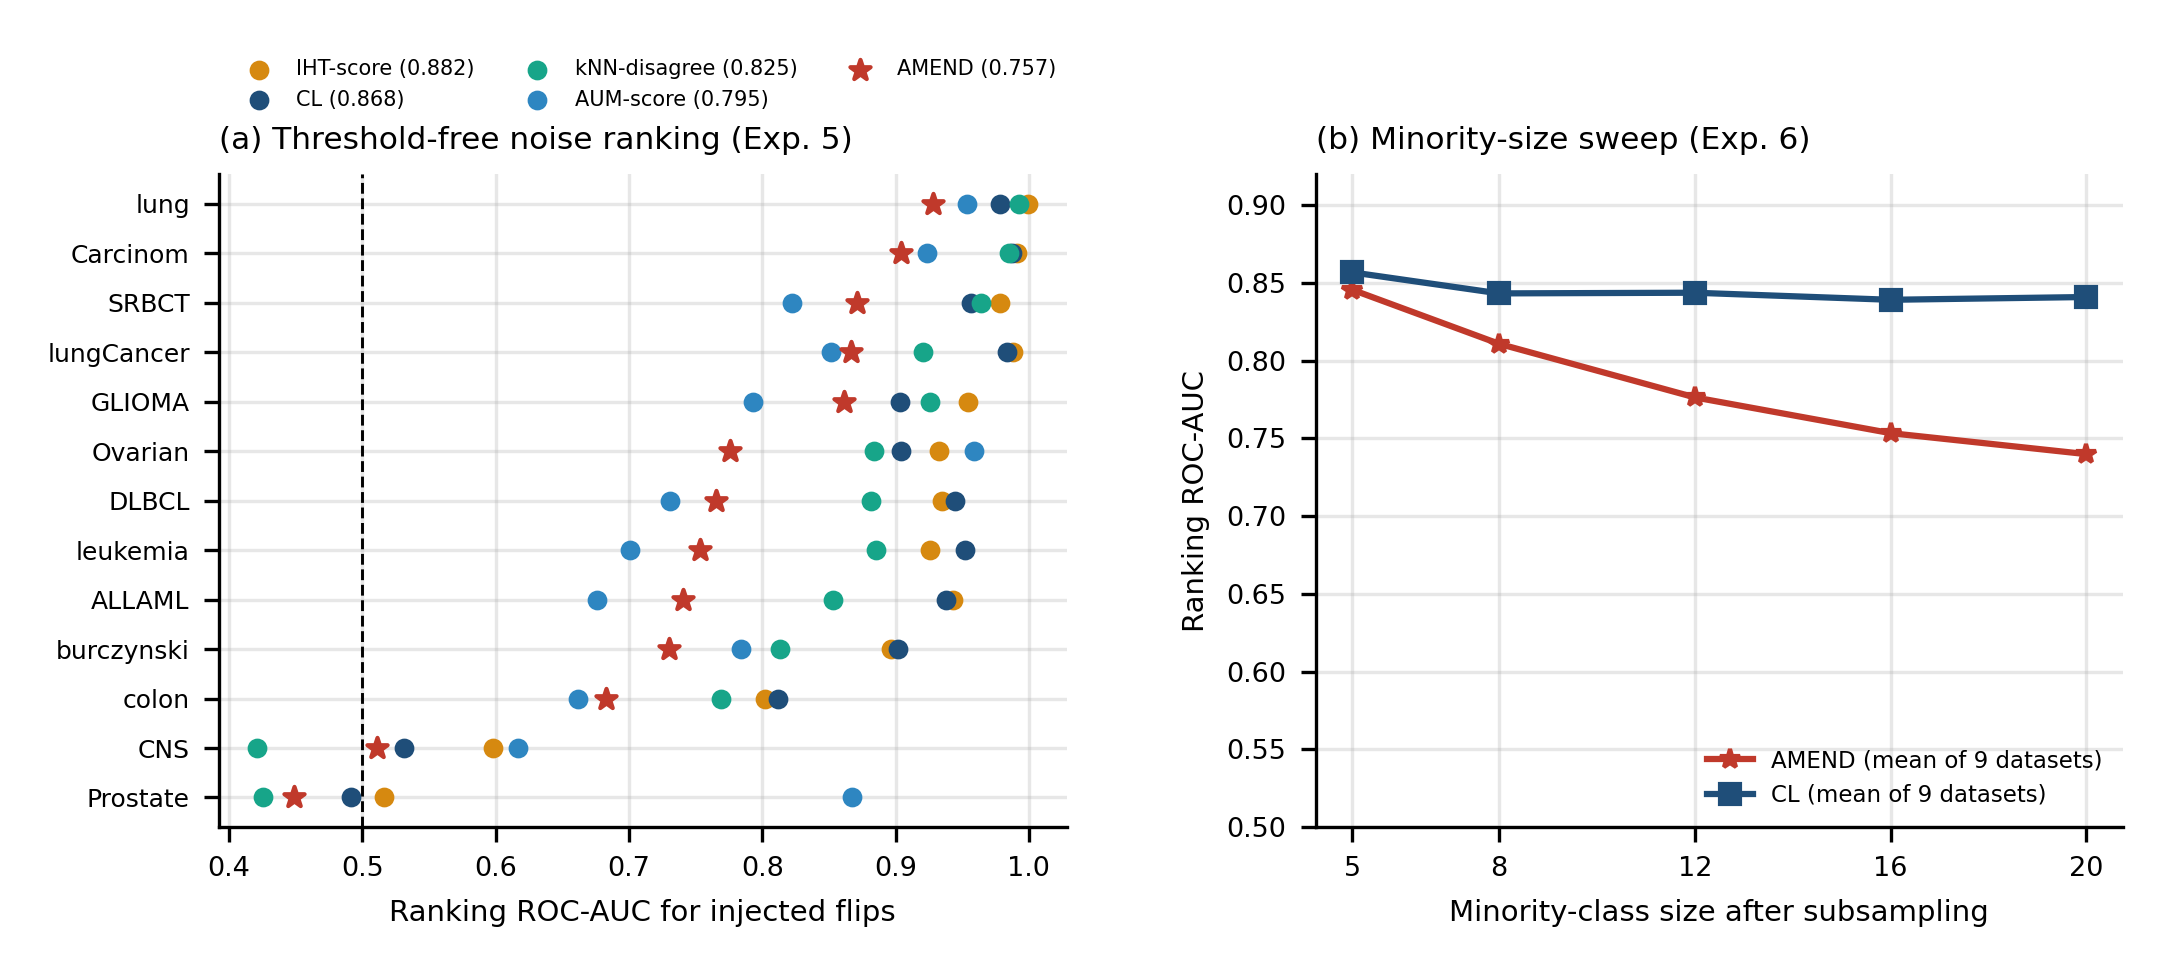 IHT-score (0.882)
CL (0.868)
kNN-disagree (0.825)
AUM-score (0.795)
AMEND (0.757)
(a) Threshold-free noise ranking (Exp. 5)
lung
Carcinom
SRBCT
lungCancer
GLIOMA
Ovarian
DLBCL
leukemia
ALLAML
burczynski
colon
CNS
Prostate
0.4 0.5 0.6 0.7 0.8 0.9 1.0
Ranking ROC-AUC for injected flips
(b) Minority-size sweep (Exp. 6)
Ranking ROC-AUC
0.90
0.85
0.80
0.75
0.70
0.65
0.60
0.55
0.50
AMEND (mean of 9 datasets)
CL (mean of 9 datasets)
5 8 12 16 20
Minority-class size after subsampling